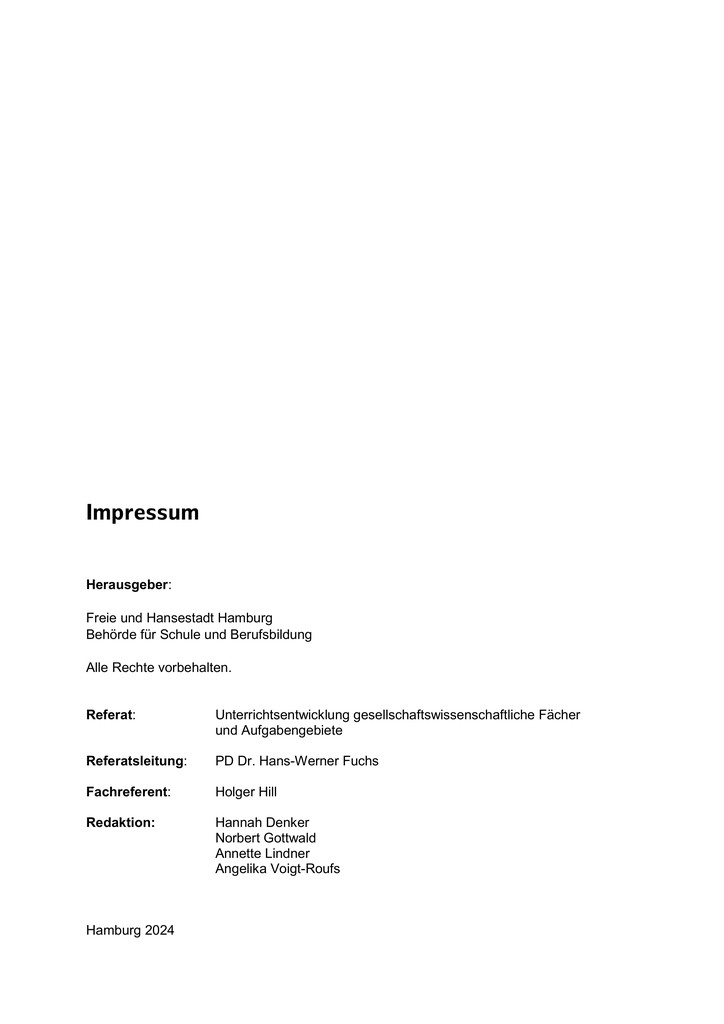 Impressum
Herausgeber:
Freie und Hansestadt Hamburg
Behörde für Schule und Berufsbildung
Alle Rechte vorbehalten.
Referat: Unterrichtsentwicklung gesellschaftswissenschaftliche Fächer
und Aufgabengebiete
Referatsleitung: PD Dr. Hans-Werner Fuchs
Fachreferent: Holger Hill
Redaktion: Hannah Denker
Norbert Gottwald
Annette Lindner
Angelika Voigt-Roufs
Hamburg 2024